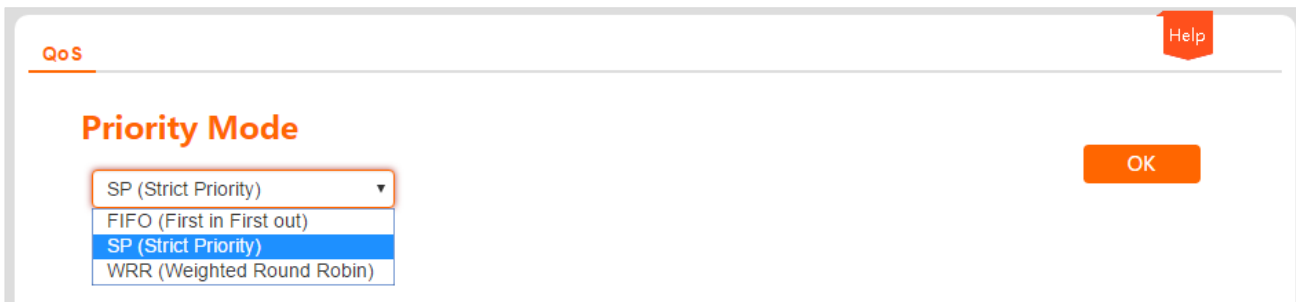 Help
QoS
Priority Mode
OK
SP (Strict Priority)
FIFO (First in First out)
SP (Strict Priority)
WRR (Weighted Round Robin)